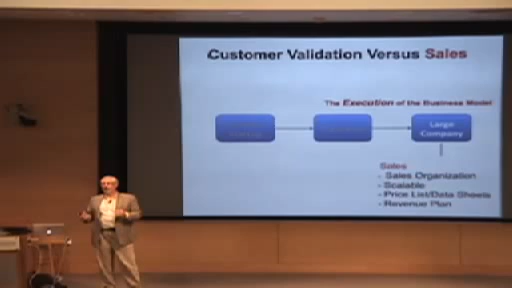 Customer Validation Versus Sales
The Execution of the Business Model
Large
Company
Sales
- Sales Organization
- Scalable
- Price List/Data Sheets
- Revenue Plan